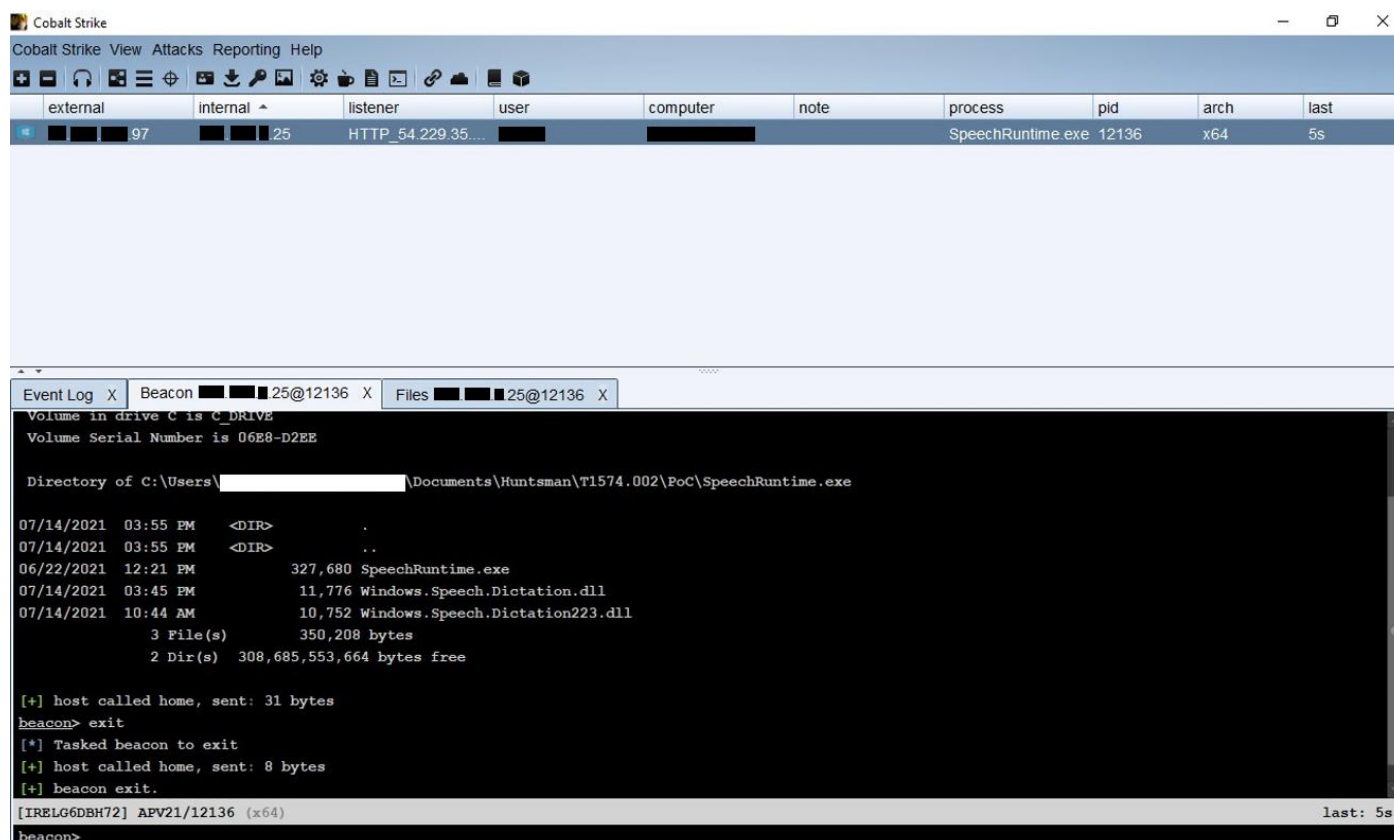 Cobalt Strike
Cobalt Strike View Attacks Reporting Help
external internal listener user computer note process pid arch last
.97 .25 HTTP_54.229.35.... SpeechRuntime.exe 12136 x64 5s
Event Log X Beacon .25@12136 X Files .25@12136 X
Volume in drive C is C_DRIVE
Volume Serial Number is 06E8-D2EE
Directory of C:\Users\ \Documents\Huntsman\T1574.002\PoC\SpeechRuntime.exe
07/14/2021 03:55 PM <DIR> .
07/14/2021 03:55 PM <DIR> ..
06/22/2021 12:21 PM 327,680 SpeechRuntime.exe
07/14/2021 03:45 PM 11,776 Windows.Speech.Dictation.dll
07/14/2021 10:44 AM 10,752 Windows.Speech.Dictation223.dll
3 File(s) 350,208 bytes
2 Dir(s) 308,685,553,664 bytes free
[+] host called home, sent: 31 bytes
beacon> exit
[*] Tasked beacon to exit
[+] host called home, sent: 8 bytes
[+] beacon exit.
[IRELG6DBH72] APV21/12136 (x64) last: 5s
beacon>